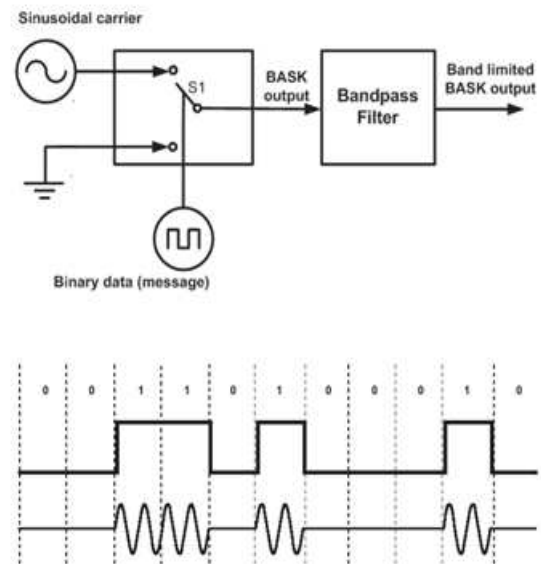 Sinusoidal carrier
S1
BASK
output
Bandpass
Filter
Band limited
BASK output
Binary data (message)
0 0 1 1 0 1 0 0 0 1 0